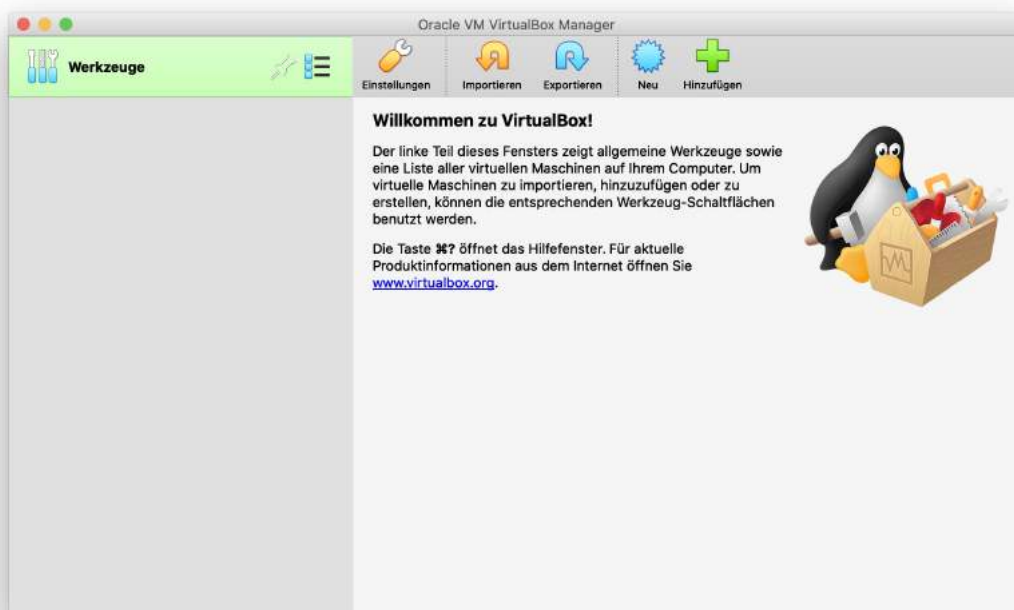 Oracle VM VirtualBox Manager
Werkzeuge
Einstellungen
Importieren
Exportieren
Neu
Hinzufügen
Willkommen zu VirtualBox!
Der linke Teil dieses Fensters zeigt allgemeine Werkzeuge sowie
eine Liste aller virtuellen Maschinen auf Ihrem Computer. Um
virtuelle Maschinen zu importieren, hinzuzufügen oder zu
erstellen, können die entsprechenden Werkzeug-Schaltflächen
benutzt werden.
Die Taste ⌘? öffnet das Hilfefenster. Für aktuelle
Produktinformationen aus dem Internet öffnen Sie
www.virtualbox.org.